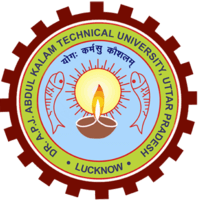 DR. A.P.J. ABDUL KALAM TECHNICAL UNIVERSITY, UTTAR PRADESH
योगः कर्मसु कौशलम्
• LUCKNOW •